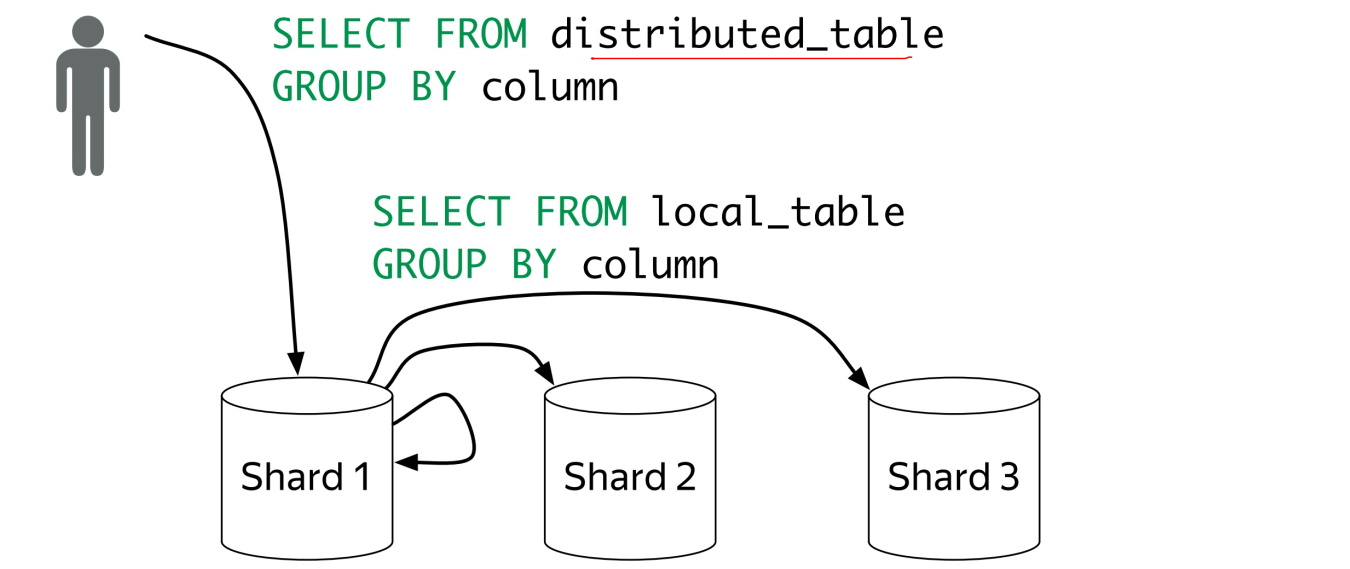 SELECT FROM distributed_table
GROUP BY column
SELECT FROM local_table
GROUP BY column
Shard 1
Shard 2
Shard 3